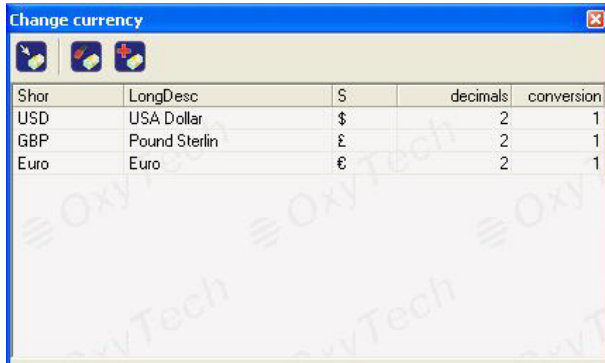 Change currency
Shor LongDesc S decimals conversion
USD USA Dollar $ 2 1
GBP Pound Sterlin £ 2 1
Euro Euro € 2 1
OxyTech OxyTech OxyTech
OxyTech OxyTech OxyTech